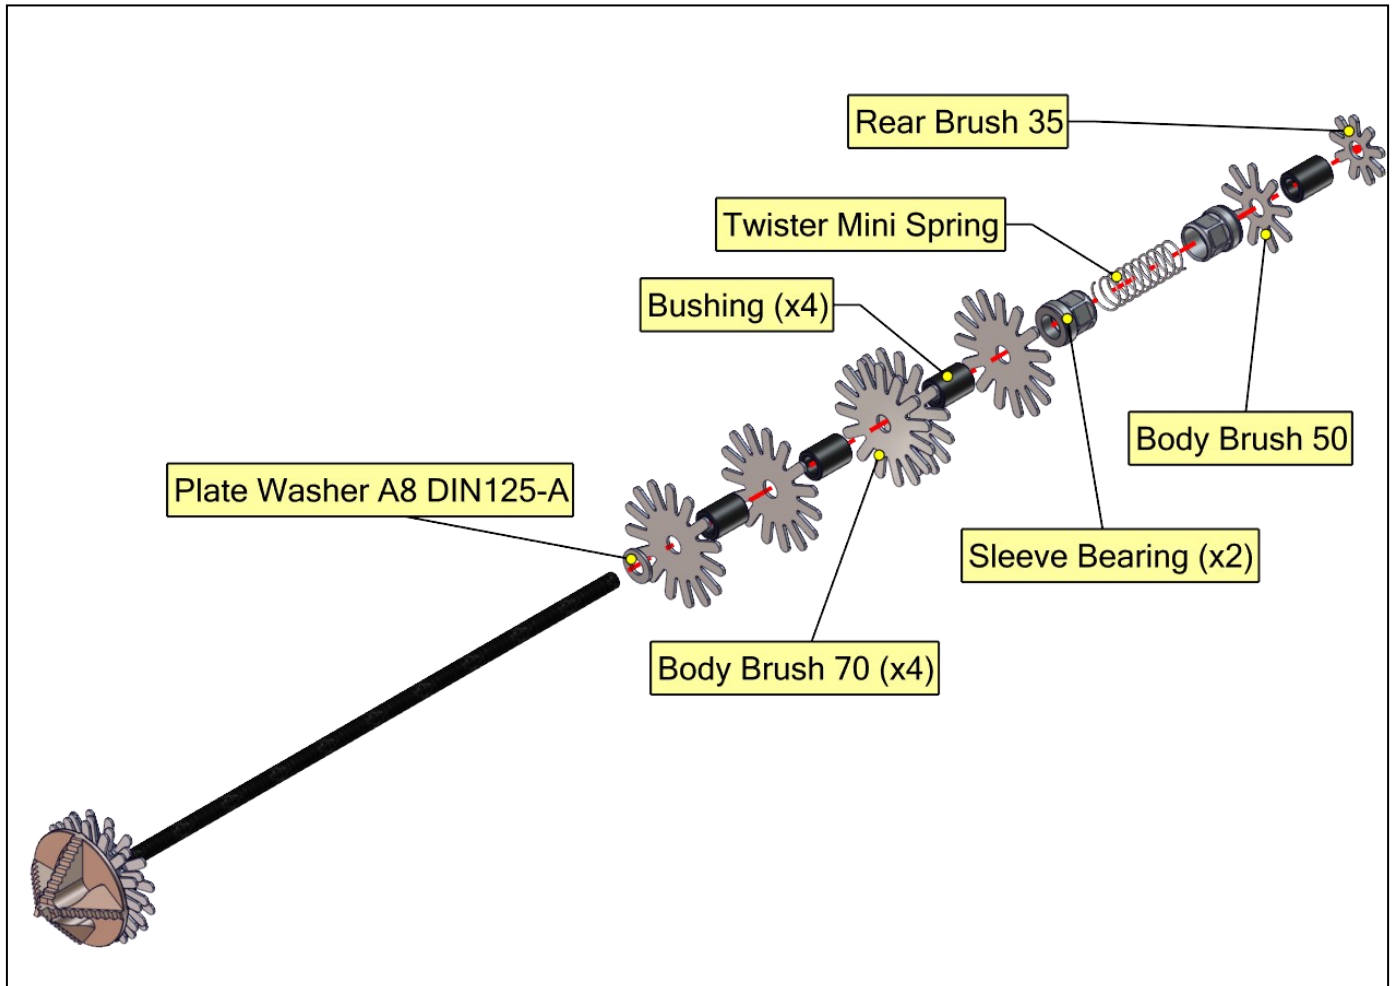 Rear Brush 35
Twister Mini Spring
Bushing (x4)
Body Brush 50
Plate Washer A8 DIN125-A
Sleeve Bearing (x2)
Body Brush 70 (x4)